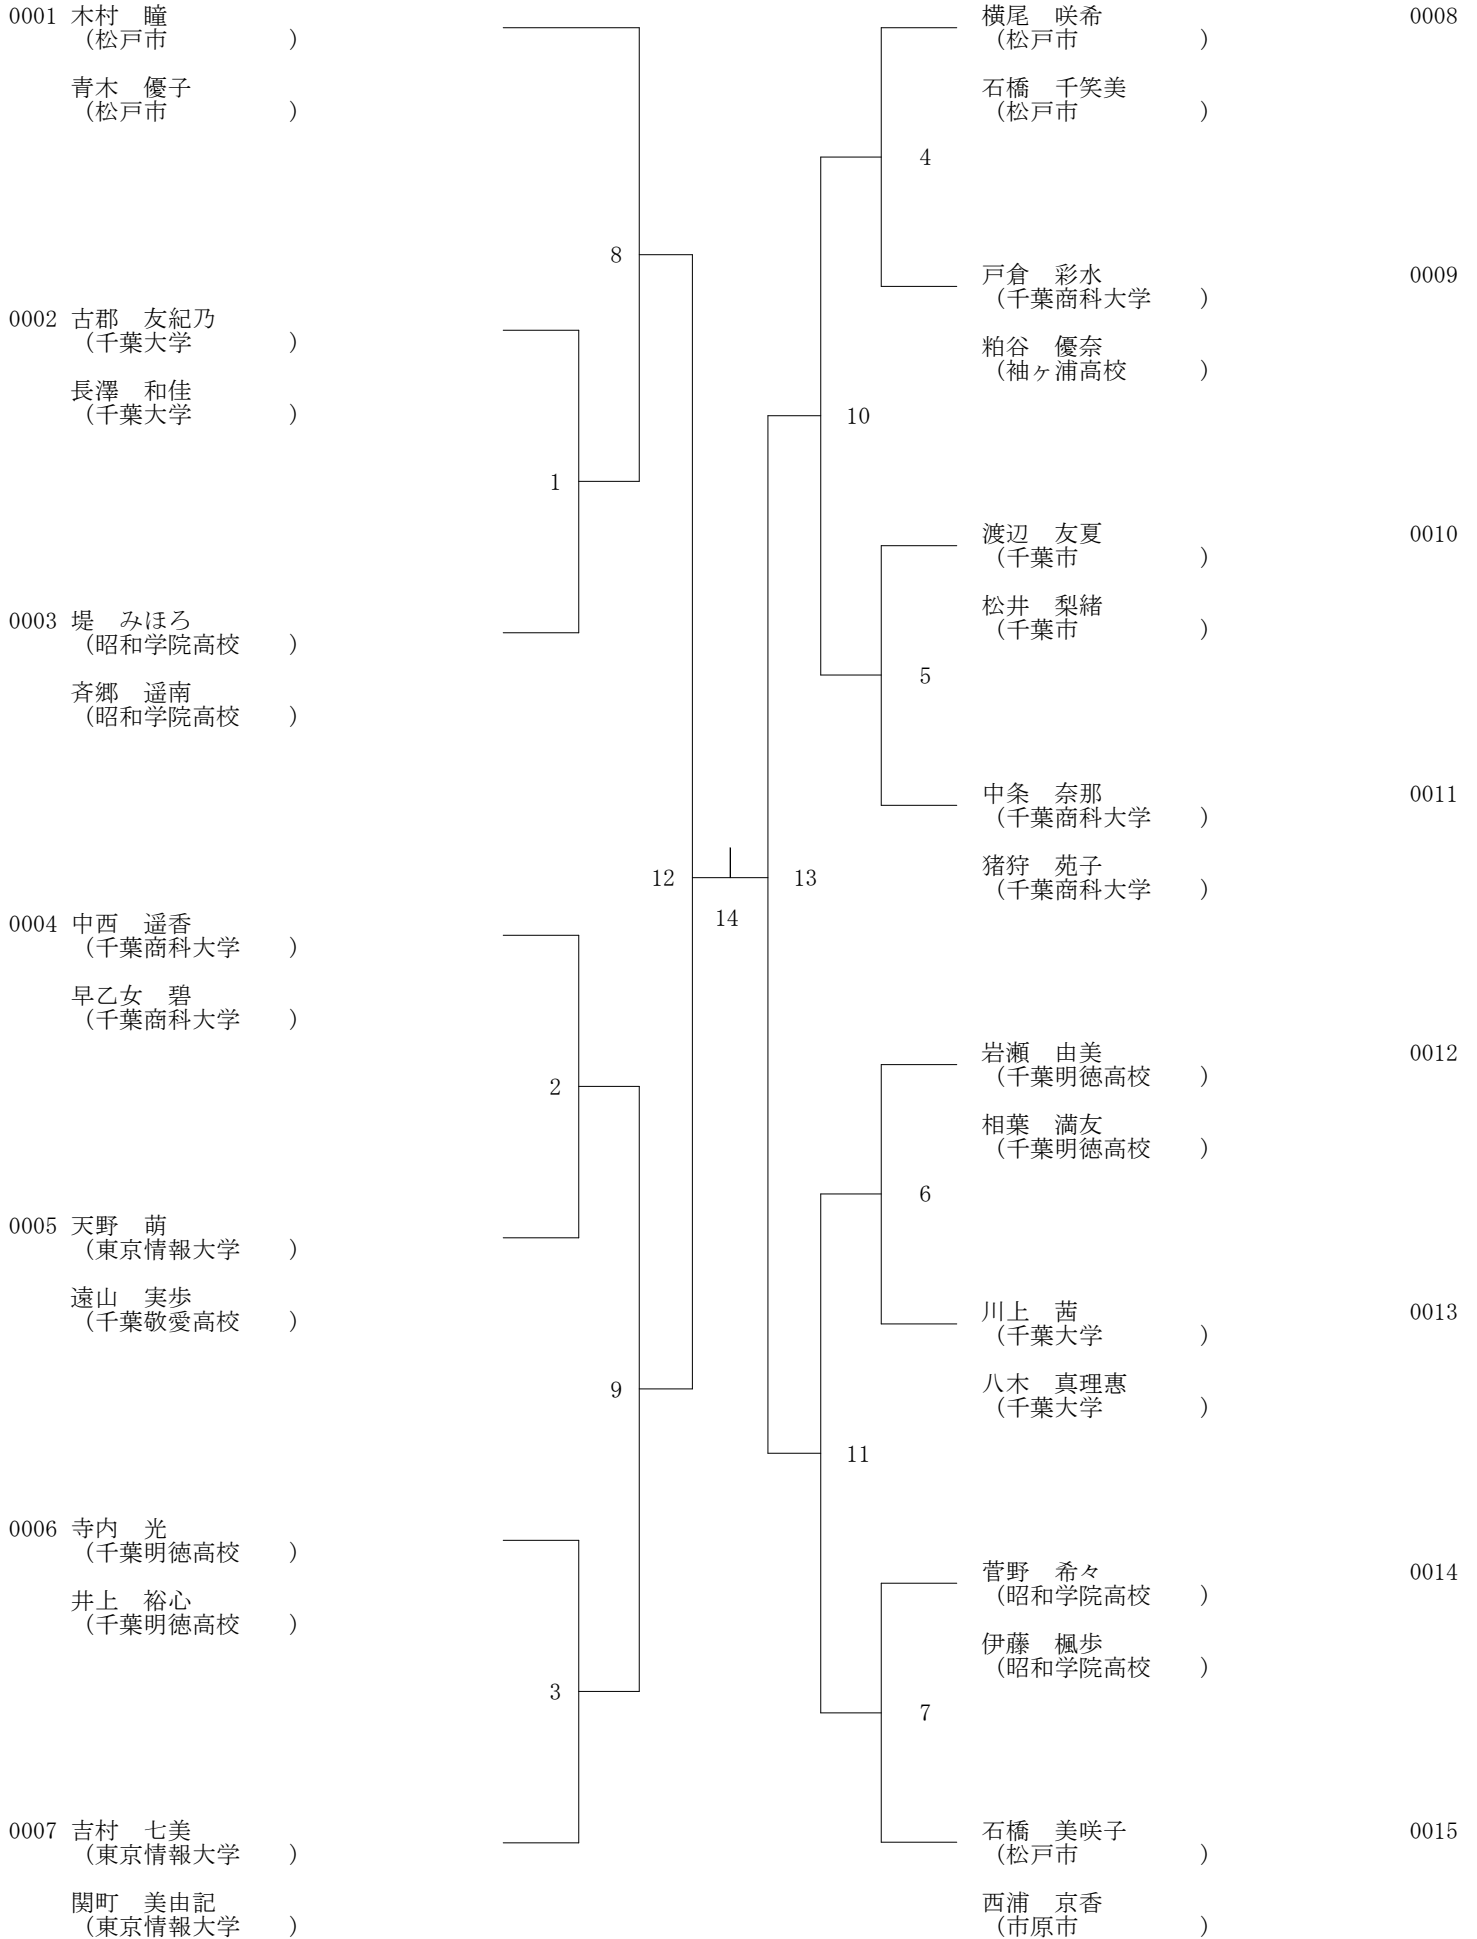 0001 木村　瞳
（松戸市　　　　　）
青木　優子
（松戸市　　　　　）
8
0002 古郡　友紀乃
（千葉大学　　　　）
長澤　和佳
（千葉大学　　　　）
1
0003 堤　みほろ
（昭和学院高校　　）
斉郷　遥南
（昭和学院高校　　）
12
0004 中西　遥香
（千葉商科大学　　）
早乙女　碧
（千葉商科大学　　）
2
0005 天野　萌
（東京情報大学　　）
遠山　実歩
（千葉敬愛高校　　）
9
0006 寺内　光
（千葉明徳高校　　）
井上　裕心
（千葉明徳高校　　）
3
0007 吉村　七美
（東京情報大学　　）
関町　美由記
（東京情報大学　　）
14
横尾　咲希 0008
（松戸市　　　　　）
石橋　千笑美
（松戸市　　　　　）
4
戸倉　彩水 0009
（千葉商科大学　　）
粕谷　優奈
（袖ヶ浦高校　　　）
10
渡辺　友夏 0010
（千葉市　　　　　）
松井　梨緒
（千葉市　　　　　）
5
中条　奈那 0011
（千葉商科大学　　）
猪狩　苑子
（千葉商科大学　　）
13
岩瀬　由美 0012
（千葉明徳高校　　）
相葉　満友
（千葉明徳高校　　）
6
川上　茜 0013
（千葉大学　　　　）
八木　真理惠
（千葉大学　　　　）
11
菅野　希々 0014
（昭和学院高校　　）
伊藤　楓歩
（昭和学院高校　　）
7
石橋　美咲子 0015
（松戸市　　　　　）
西浦　京香
（市原市　　　　　）